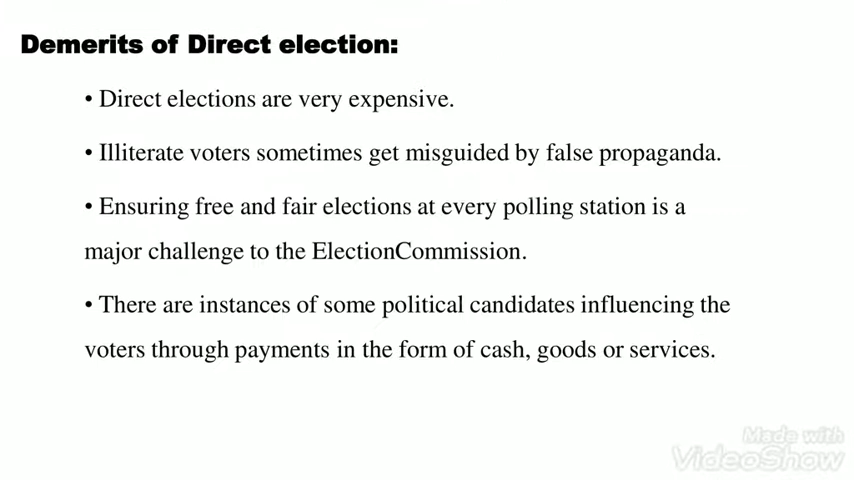 Demerits of Direct election:
• Direct elections are very expensive.
• Illiterate voters sometimes get misguided by false propaganda.
• Ensuring free and fair elections at every polling station is a
major challenge to the ElectionCommission.
• There are instances of some political candidates influencing the
voters through payments in the form of cash, goods or services.
Made with
VideoShow